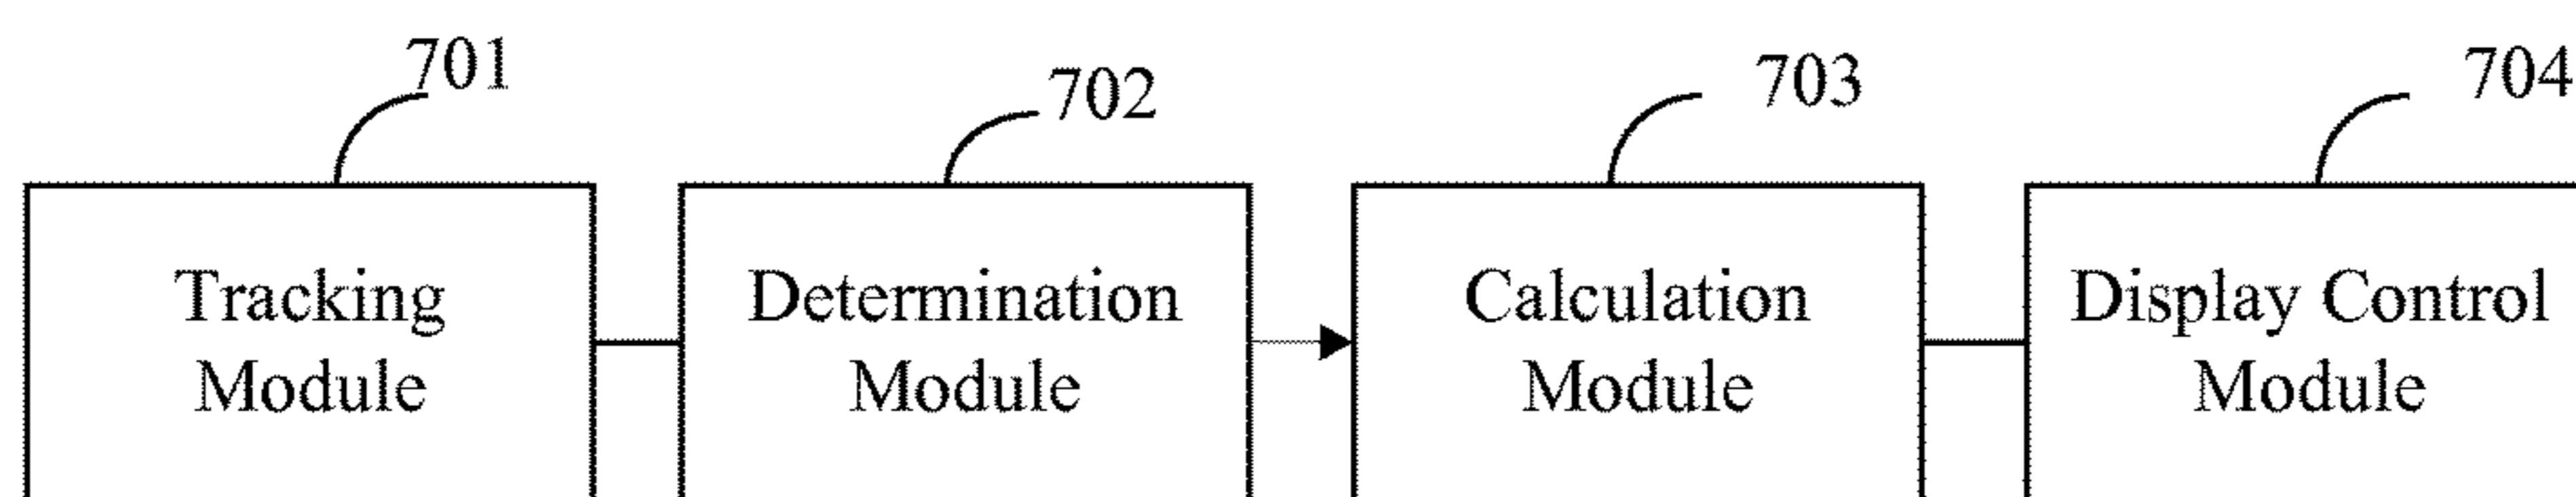 701
702
703
704
Tracking
Module
Determination
Module
Calculation
Module
Display Control
Module